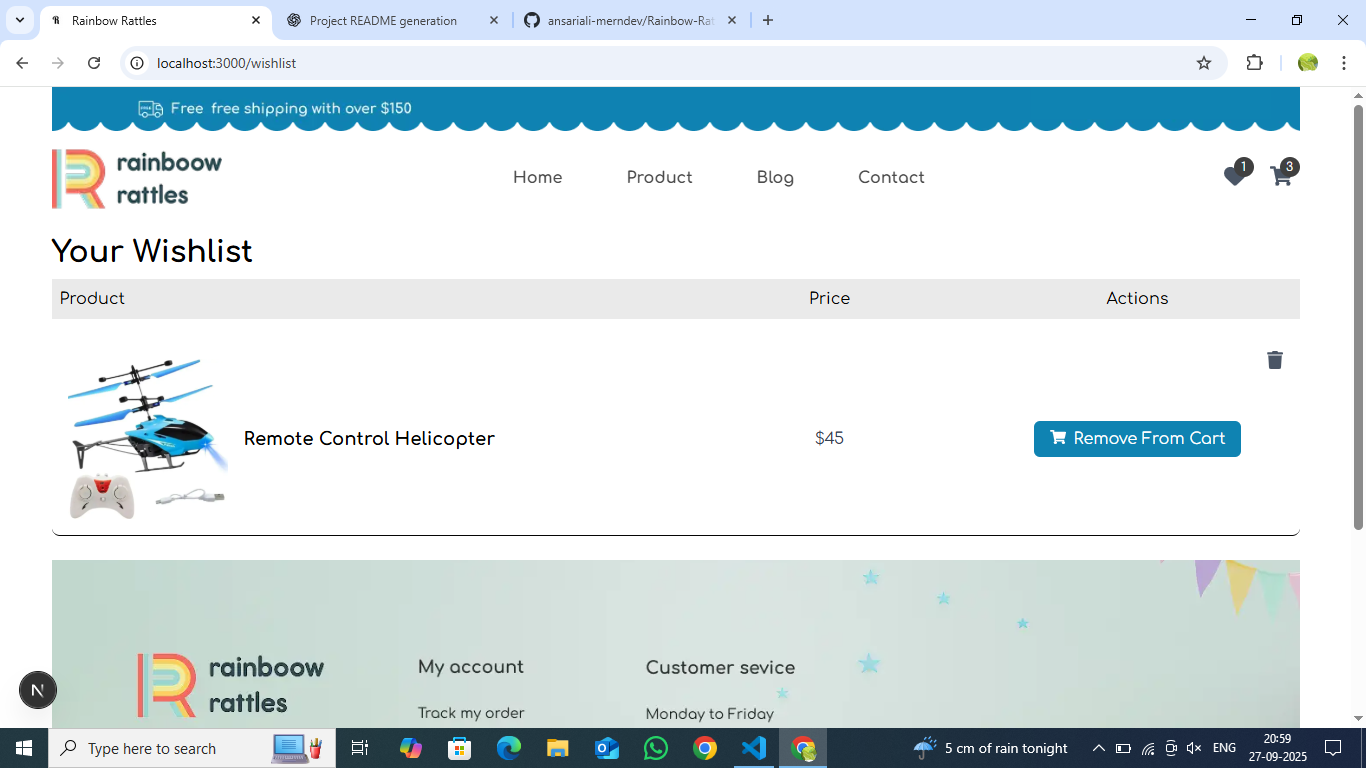 Rainbow Rattles
Project README generation
ansariali-merndev/Rainbow-Rat
localhost:3000/wishlist
Free free shipping with over $150
rainboow
rattles
Home
Product
Blog
Contact
1
3
Your Wishlist
Product
Price
Actions
Remote Control Helicopter
$45
Remove From Cart
rainboow
rattles
My account
Customer sevice
Track my order
Monday to Friday
N
Type here to search
5 cm of rain tonight
ENG
20:59
27-09-2025